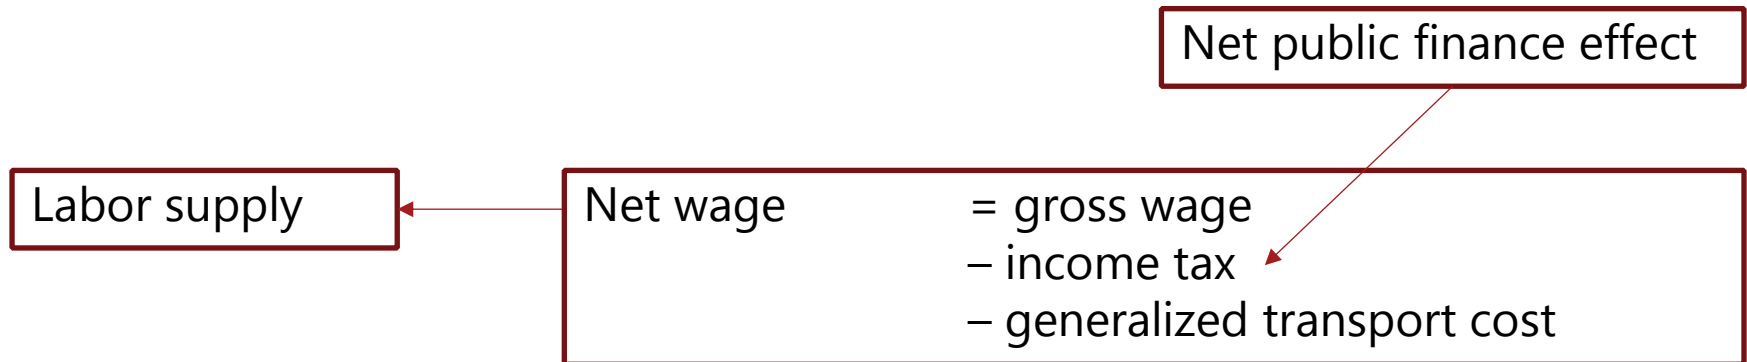 Net public finance effect
Labor supply
Net wage = gross wage
– income tax
– generalized transport cost